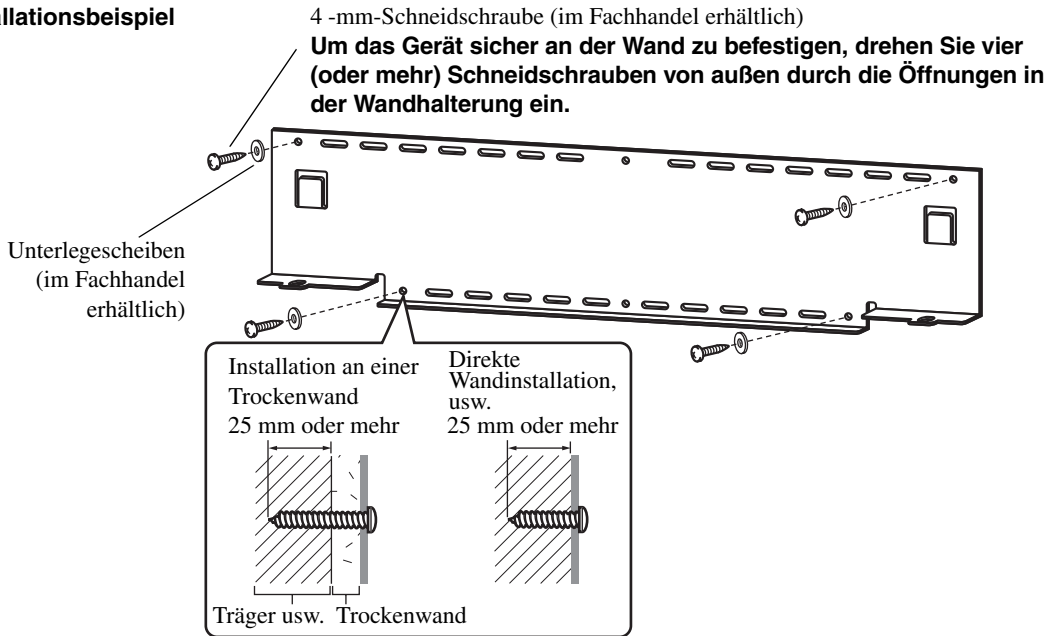 allationsbeispiel
4 -mm-Schneidschraube (im Fachhandel erhältlich)
Um das Gerät sicher an der Wand zu befestigen, drehen Sie vier
(oder mehr) Schneidschrauben von außen durch die Öffnungen in
der Wandhalterung ein.
Unterlegescheiben
(im Fachhandel
erhältlich)
Installation an einer
Trockenwand
25 mm oder mehr
Direkte
Wandinstallation,
usw.
25 mm oder mehr
Träger usw.
Trockenwand